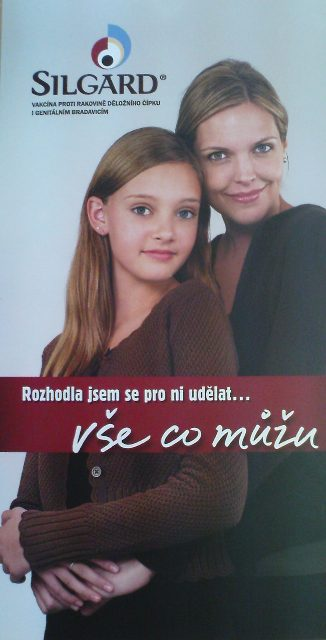 SILGARD®
VAKCÍNA PROTI RAKOVINĚ DĚLOŽNÍHO ČÍPKU
I GENITÁLNÍM BRADAVICÍM
Rozhodla jsem se pro ni udělat...
vše co můžu